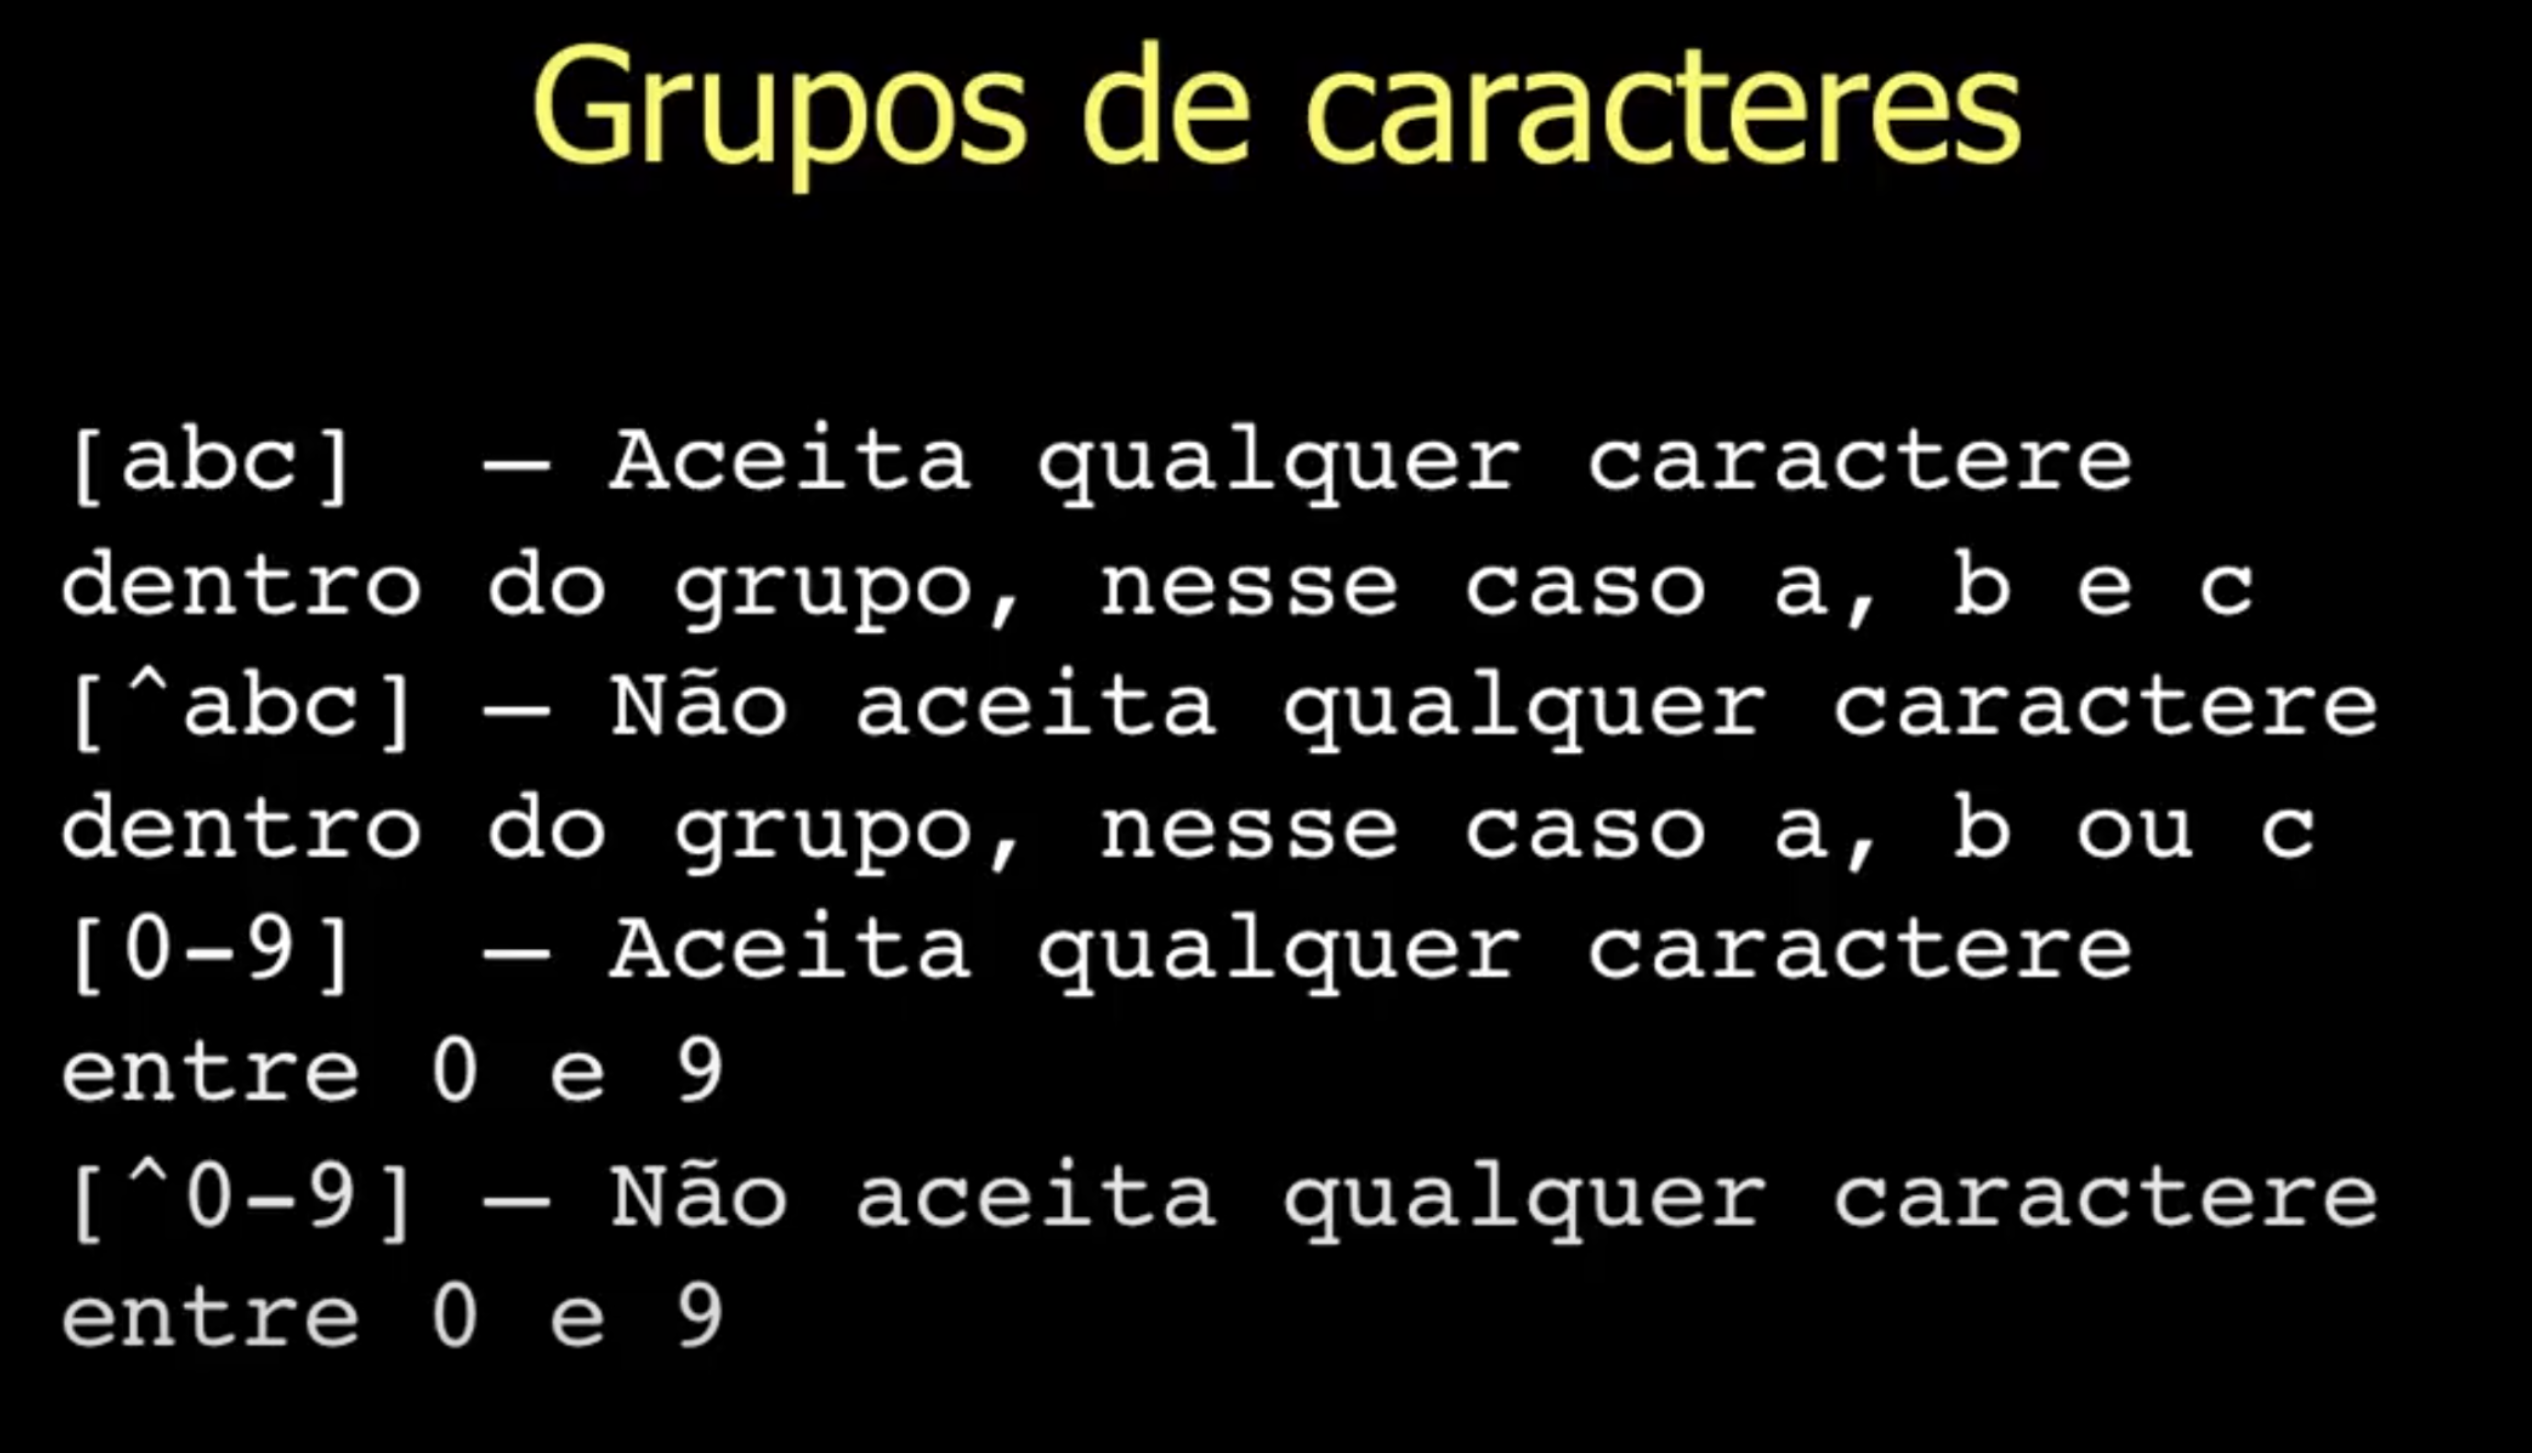 Grupos de caracteres
[abc]  – Aceita qualquer caractere
dentro do grupo, nesse caso a, b e c
[^abc] – Não aceita qualquer caractere
dentro do grupo, nesse caso a, b ou c
[0-9]  – Aceita qualquer caractere
entre 0 e 9
[^0-9] – Não aceita qualquer caractere
entre 0 e 9